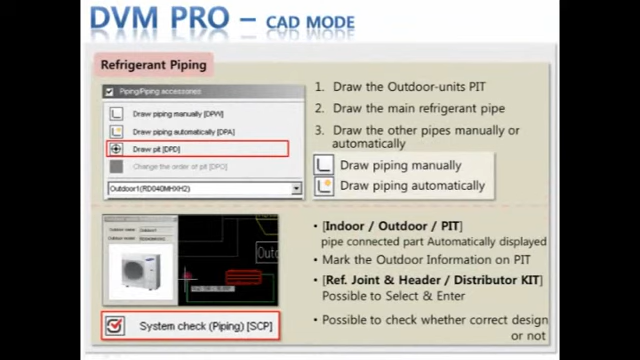 DVM PRO – CAD MODE
Refrigerant Piping
Piping/Piping accessories
Draw piping manually [DPW]
Draw piping automatically [DPA]
Draw pit [DPD]
Change the order of pit [DPO]
Outdoor1(RD040MHXH2)
1. Draw the Outdoor-units PIT
2. Draw the main refrigerant pipe
3. Draw the other pipes manually or
automatically
Draw piping manually
Draw piping automatically
Outd
System check (Piping) [SCP]
• [Indoor / Outdoor / PIT]
pipe connected part Automatically displayed
• Mark the Outdoor Information on PIT
• [Ref. Joint & Header / Distributor KIT]
Possible to Select & Enter
• Possible to check whether correct design
or not